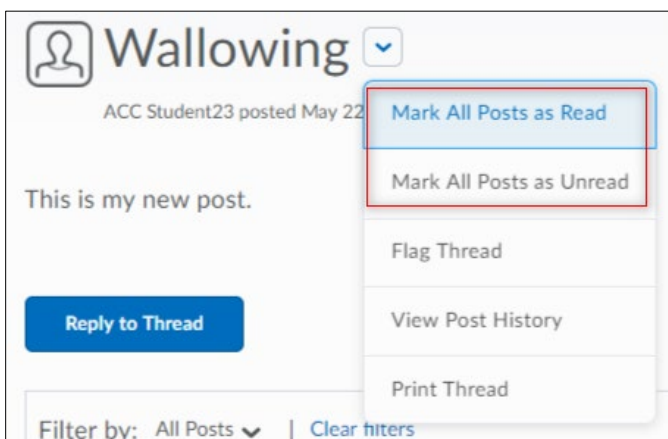 Wallowing
ACC Student23 posted May 22
Mark All Posts as Read
Mark All Posts as Unread
Flag Thread
View Post History
Print Thread
This is my new post.
Reply to Thread
Filter by: All Posts | Clear filters